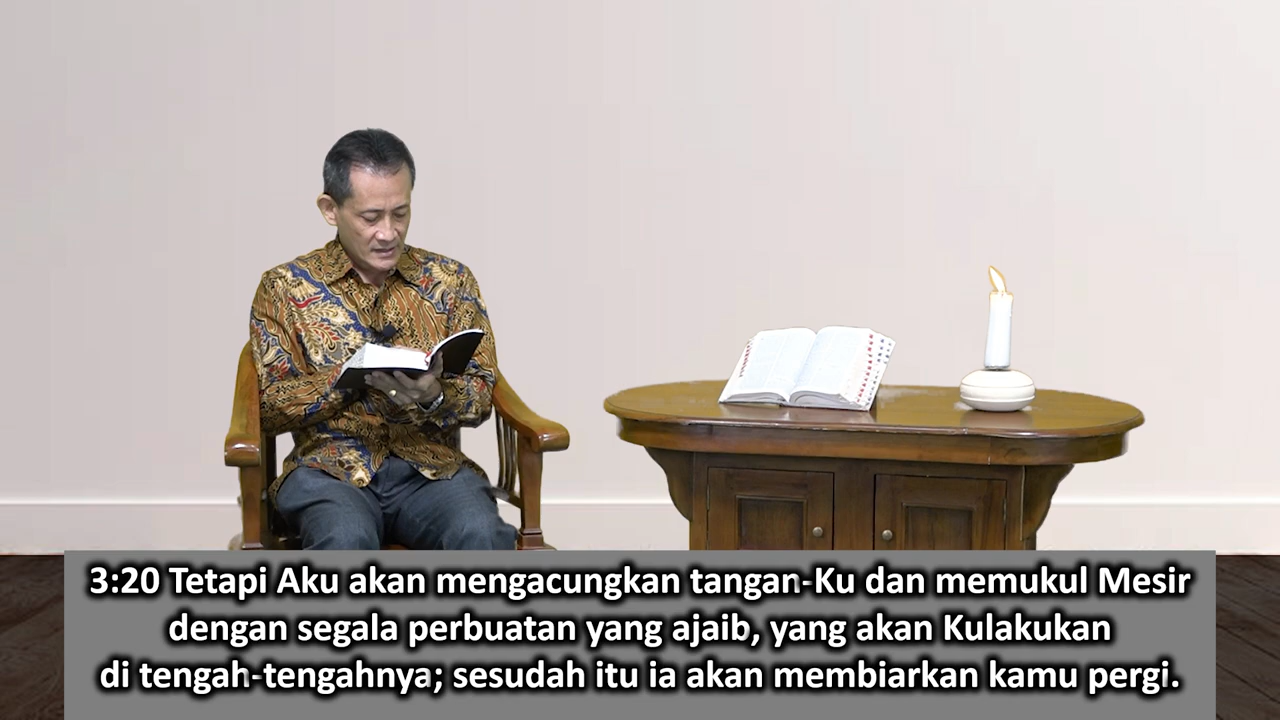 3:20 Tetapi Aku akan mengacungkan tangan-Ku dan memukul Mesir
dengan segala perbuatan yang ajaib, yang akan Kulakukan
di tengah-tengahnya; sesudah itu ia akan membiarkan kamu pergi.